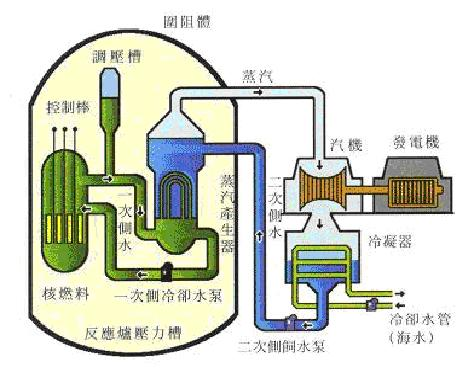 圍阻體
調壓槽
控制棒
蒸汽
汽機
發電機
一次側水
蒸汽產生器
二次側水
冷凝器
核燃料
一次側冷卻水泵
反應爐壓力槽
二次側飼水泵
冷卻水管
(海水)